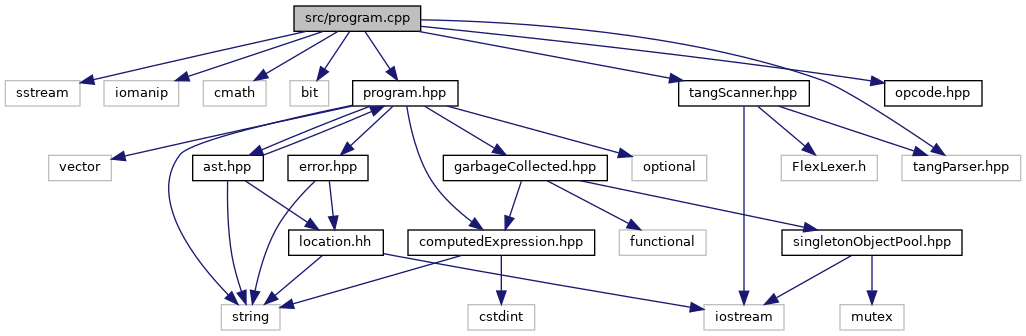 src/program.cpp
sstream
iomanip
cmath
bit
program.hpp
tangScanner.hpp
opcode.hpp
vector
ast.hpp
error.hpp
garbageCollected.hpp
optional
FlexLexer.h
tangParser.hpp
location.hh
computedExpression.hpp
functional
singletonObjectPool.hpp
string
cstdint
iostream
mutex